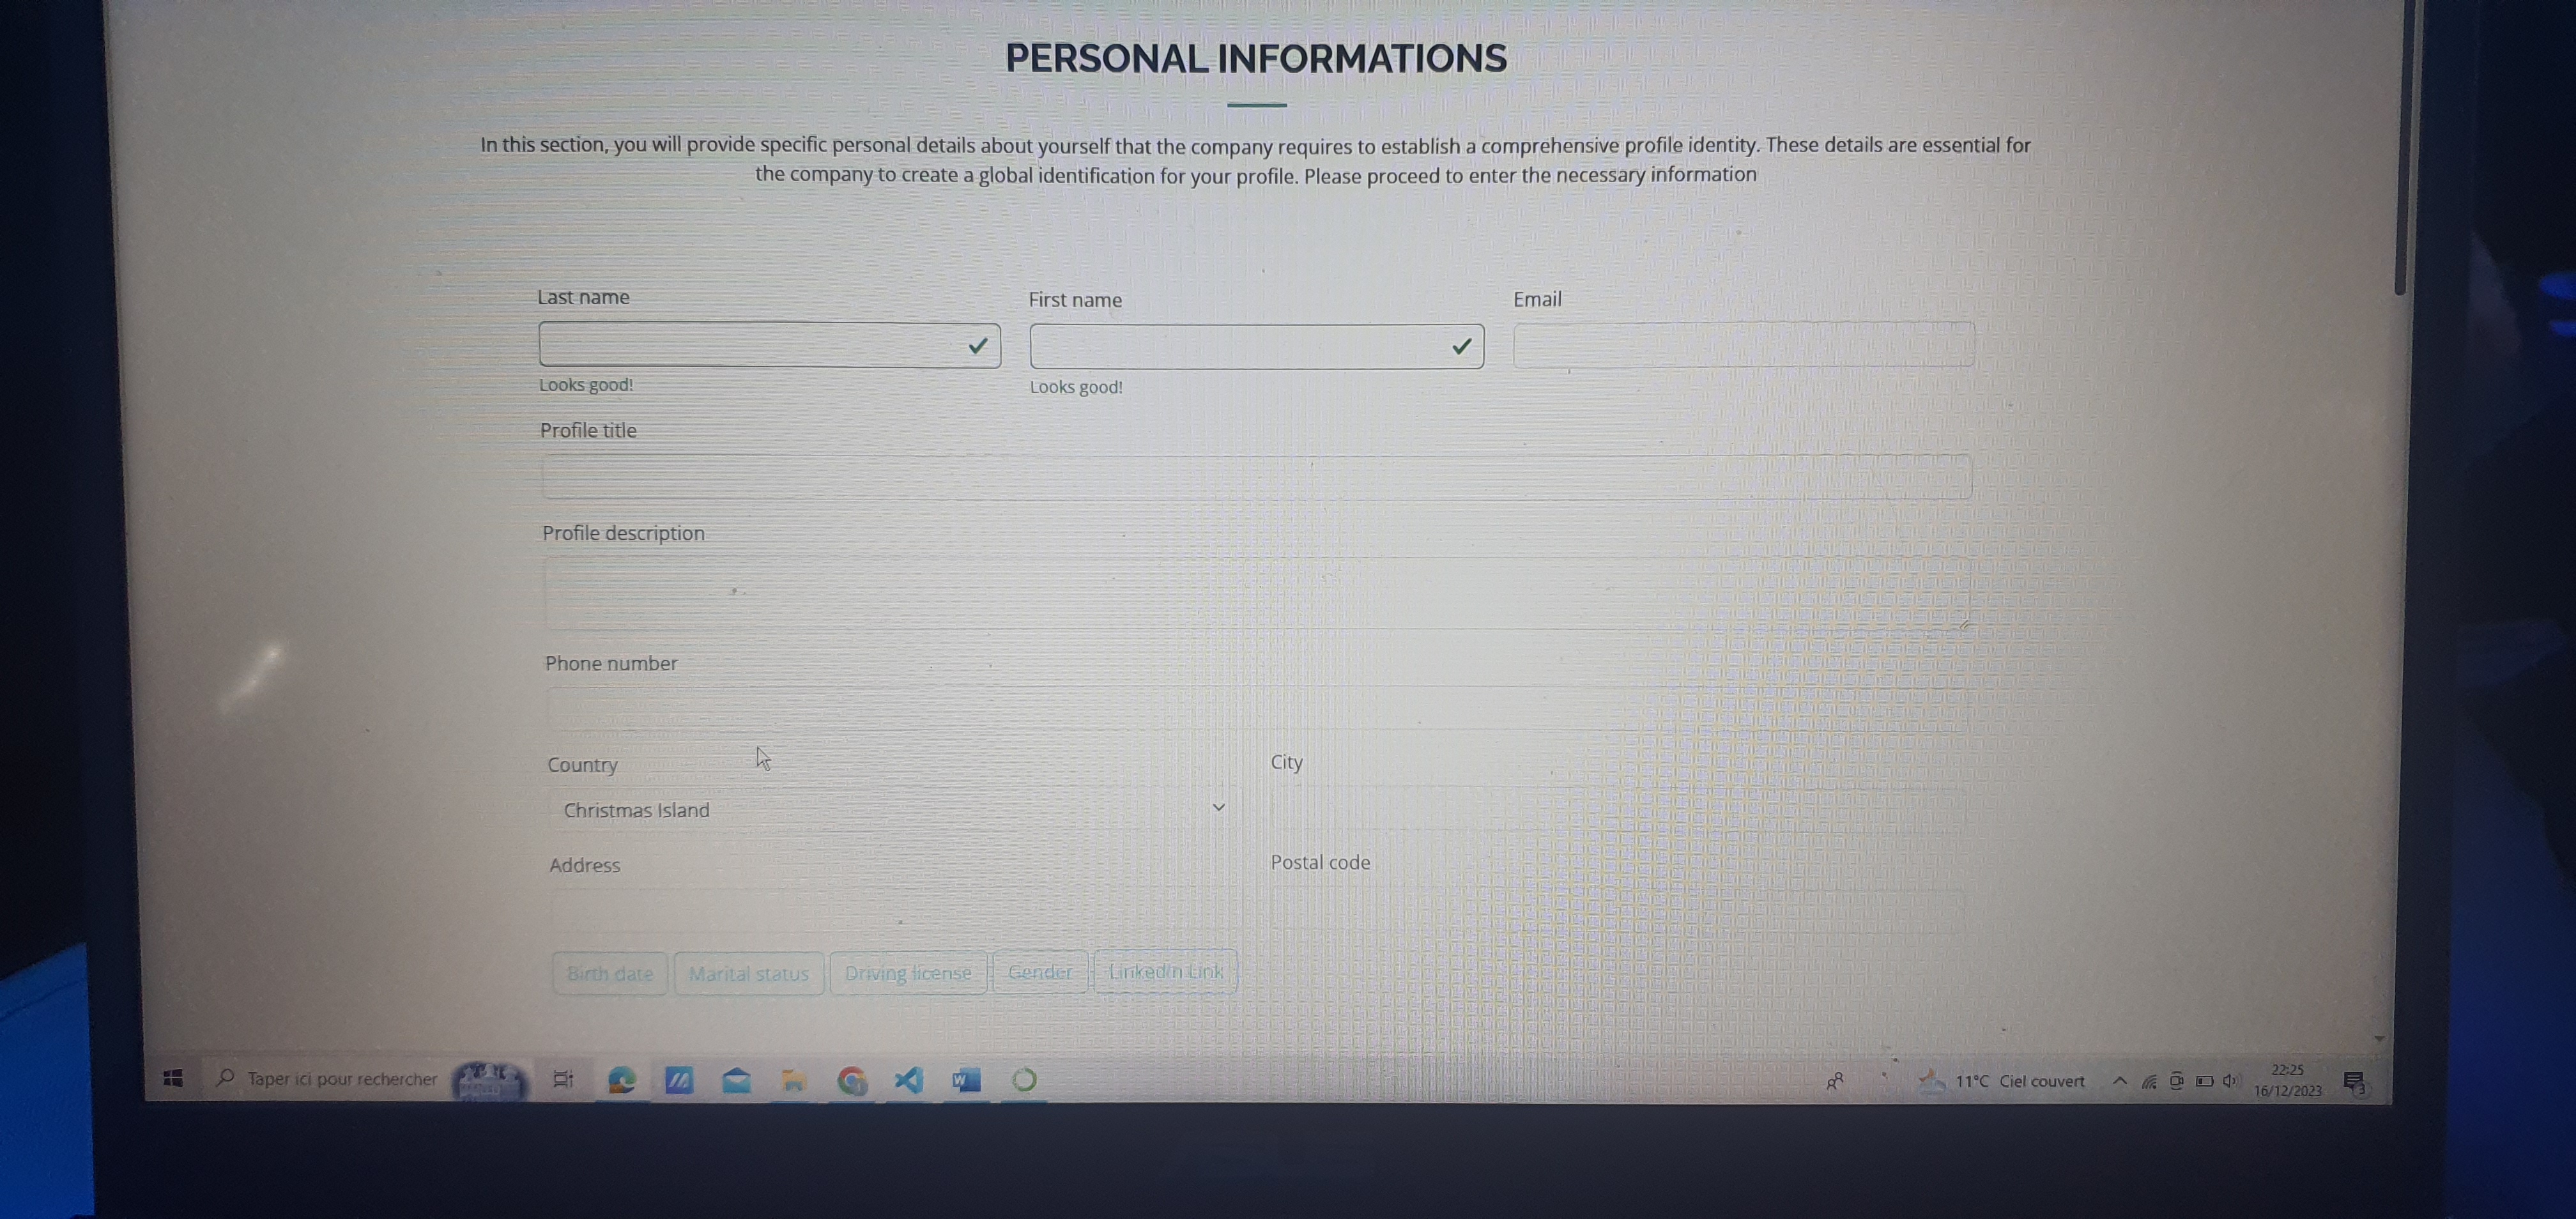 PERSONAL INFORMATIONS
In this section, you will provide specific personal details about yourself that the company requires to establish a comprehensive profile identity. These details are essential for
the company to create a global identification for your profile. Please proceed to enter the necessary information
Last name
First name
Email
Looks good!
Looks good!
Profile title
Profile description
Phone number
Country
City
Christmas Island
Address
Postal code
Birth date
Marital status
Driving license
Gender
LinkedIn Link
Taper ici pour rechercher
11°C Ciel couvert
22:25
16/12/2023
3